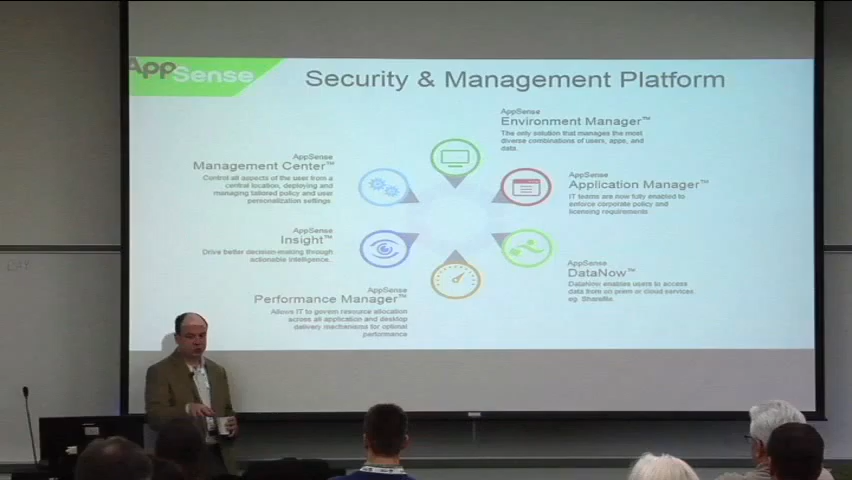 AppSense
Security & Management Platform
AppSense
Environment Manager™
The only solution that manages the most
diverse combinations of users, apps, and
data.
AppSense
Management Center™
Control all aspects of the user from a
central location, deploying and
managing tailored policy and user
personalization settings.
AppSense
Application Manager™
IT teams are now fully enabled to
enforce corporate policy and
licensing requirements
AppSense
Insight™
Drive better decision-making through
actionable intelligence.
AppSense
DataNow™
DataNow enables users to access
data from on prem or cloud services.
eg. Sharefile.
AppSense
Performance Manager™
Allows IT to govern resource allocation
across all application and desktop
delivery mechanisms for optimal
performance